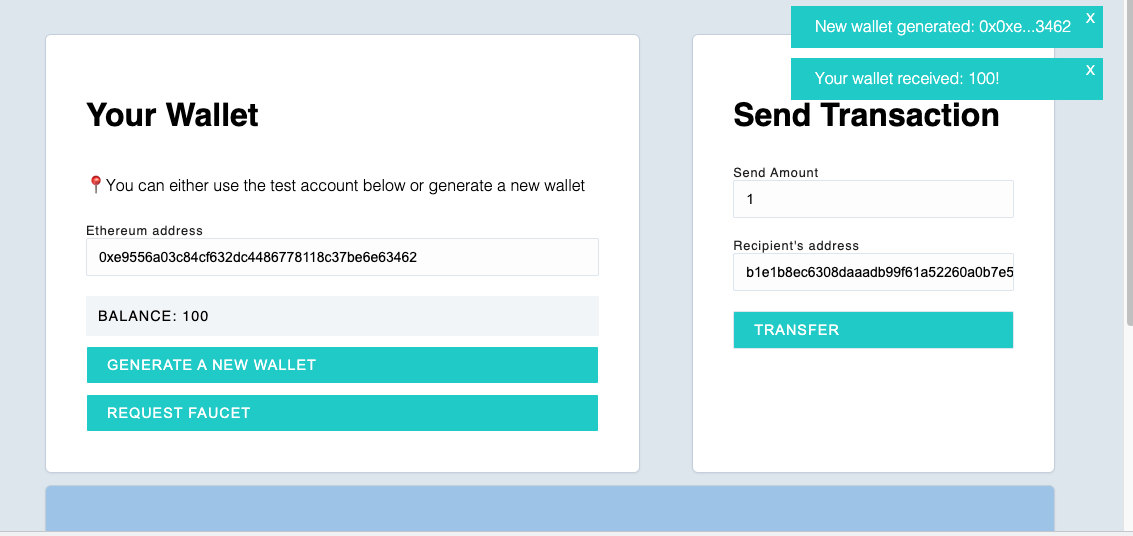 New wallet generated: 0x0xe...3462 X
Your wallet received: 100! X
Your Wallet
You can either use the test account below or generate a new wallet
Ethereum address
0xe9556a03c84cf632dc4486778118c37be6e63462
BALANCE: 100
GENERATE A NEW WALLET
REQUEST FAUCET
Send Transaction
Send Amount
1
Recipient's address
b1e1b8ec6308daaadb99f61a52260a0b7e5
TRANSFER